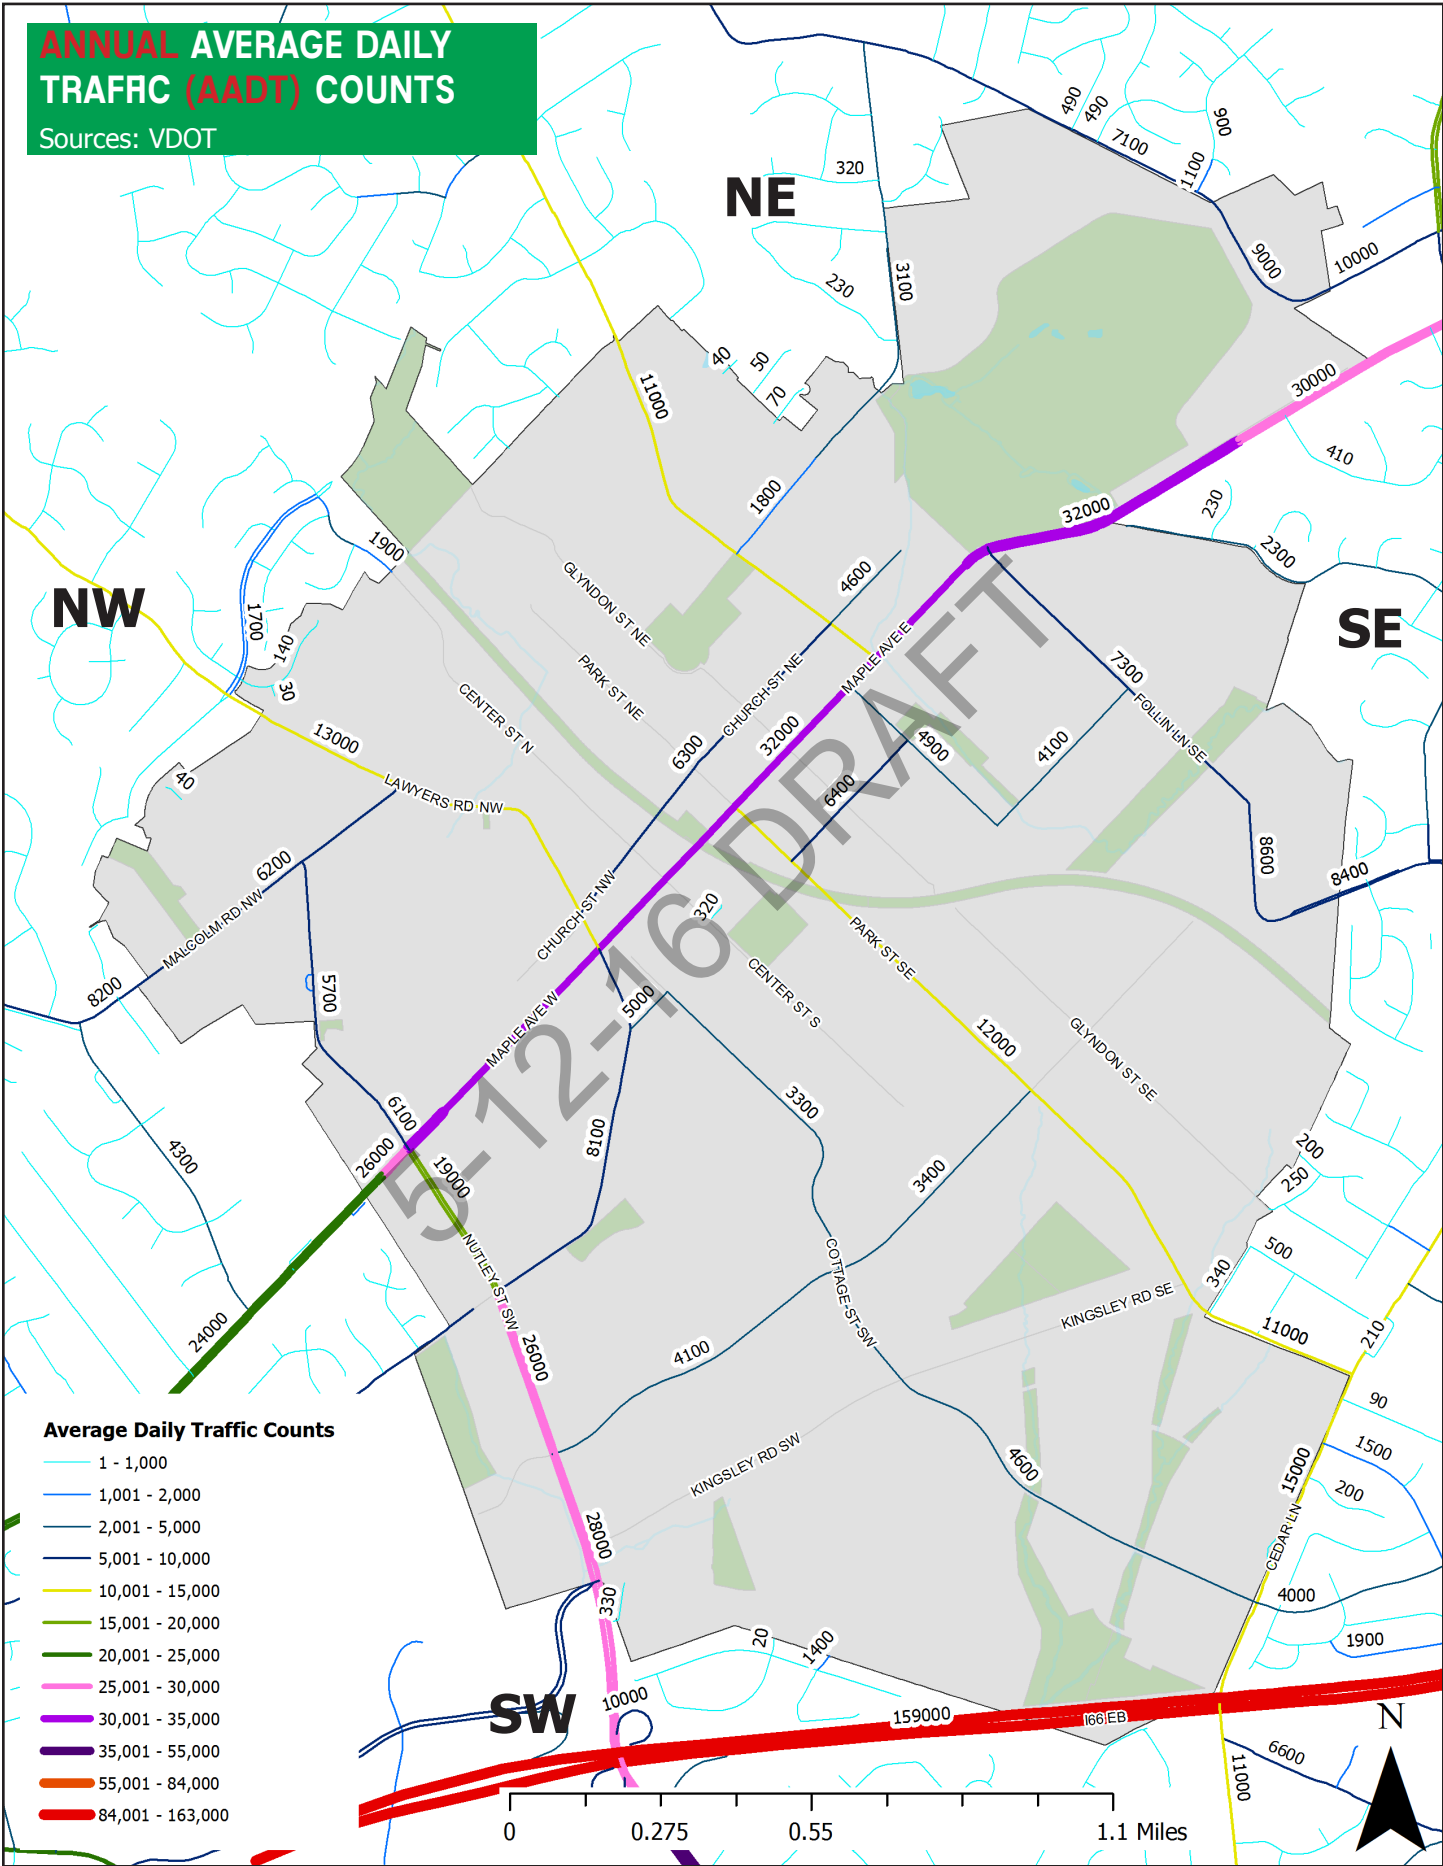 ANNUAL AVERAGE DAILY
TRAFFIC (AADT) COUNTS
Sources: VDOT
NE
NW
SE
SW
490
490
7100
900
1100
320
3100
230
9000
10000
40
50
70
11000
30000
410
1800
32000
230
2300
1900
4600
GLYNDON ST NE
1700
140
30
PARK ST NE
CENTER ST N
MAPLE AVE E
CHURCH ST NE
7300
FOLLIN LN SE
13000
32000
6300
4900
4100
40
LAWYERS RD NW
6400
6200
8600
8400
MALCOLM RD NW
CHURCH ST NW
320
PARK ST SE
5-12-16 DRAFT
8200
5700
5000
CENTER ST S
MAPLE AVE W
12000
GLYNDON ST SE
6100
3300
4300
26000
19000
8100
3400
200
250
NUTLEY ST SW
COTTAGE ST SW
500
340
KINGSLEY RD SE
24000
26000
4100
11000
210
90
KINGSLEY RD SW
4600
15000
1500
200
28000
CEDAR LN
330
4000
20
1400
1900
10000
159000
I66 EB
6600
11000
N
Average Daily Traffic Counts
1 - 1,000
1,001 - 2,000
2,001 - 5,000
5,001 - 10,000
10,001 - 15,000
15,001 - 20,000
20,001 - 25,000
25,001 - 30,000
30,001 - 35,000
35,001 - 55,000
55,001 - 84,000
84,001 - 163,000
0 0.275 0.55 1.1 Miles